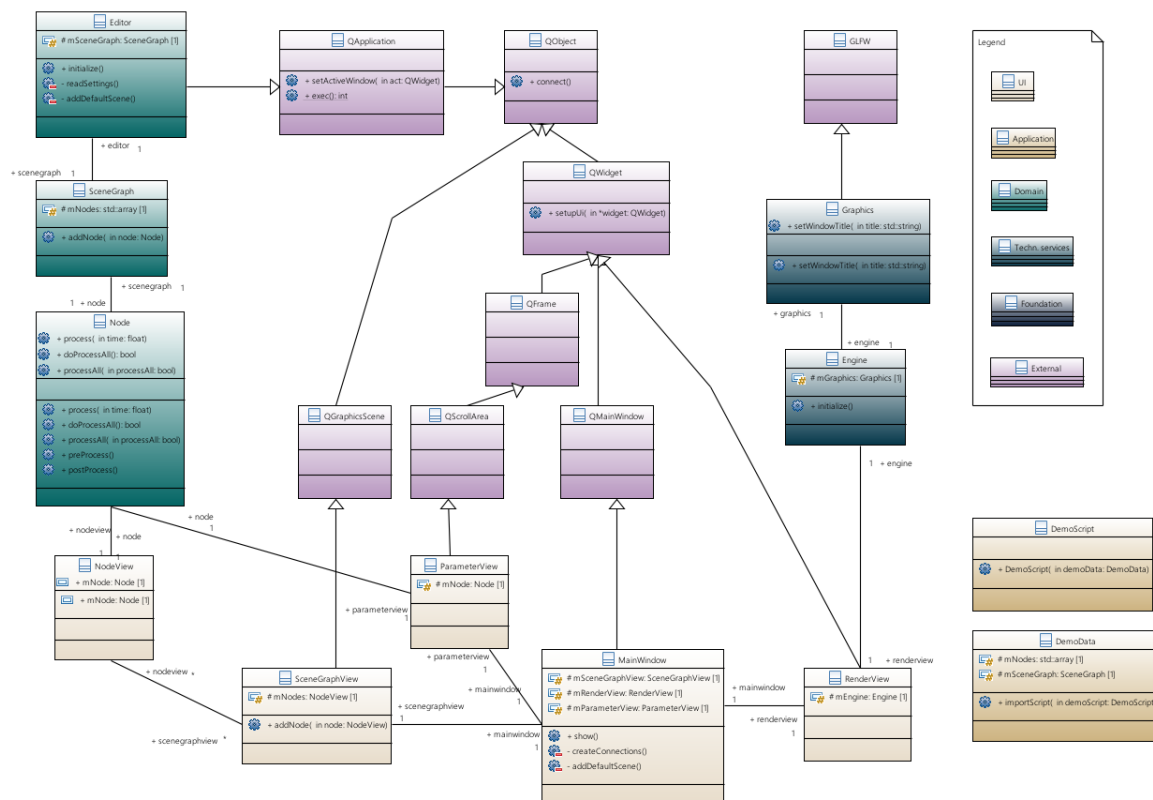 Editor
# mSceneGraph: SceneGraph [1]
+ initialize()
- readSettings()
- addDefaultScene()
QApplication
+ setActiveWindow( in act: QWidget)
+ exec(): int
QObject
+ connect()
GLFW
Legend
UI
Application
Domain
Techn. services
Foundation
External
+ editor
1
+ scenegraph
1
SceneGraph
# mNodes: std::array [1]
+ addNode( in node: Node)
QWidget
+ setupUi( in *widget: QWidget)
Graphics
+ setWindowTitle( in title: std::string)
+ setWindowTitle( in title: std::string)
+ scenegraph
1
1
+ node
Node
+ process( in time: float)
+ doProcessAll(): bool
+ processAll( in processAll: bool)
+ process( in time: float)
+ doProcessAll(): bool
+ processAll( in processAll: bool)
+ preProcess()
+ postProcess()
QFrame
+ graphics
1
+ engine
1
Engine
# mGraphics: Graphics [1]
+ initialize()
QGraphicsScene
QScrollArea
QMainWindow
1
+ engine
+ nodeview
+ node
1
1
+ node
1
NodeView
+ mNode: Node [1]
+ mNode: Node [1]
ParameterView
# mNode: Node [1]
+ parameterview
1
DemoScript
+ DemoScript( in demoData: DemoData)
DemoData
# mNodes: std::array [1]
# mSceneGraph: SceneGraph [1]
+ importScript( in demoScript: DemoScript
+ nodeview
*
+ scenegraphview
*
SceneGraphView
# mNodes: NodeView [1]
+ addNode( in node: NodeView)
+ parameterview
1
+ mainwindow
1
+ scenegraphview
1
+ mainwindow
1
MainWindow
# mSceneGraphView: SceneGraphView [1]
# mRenderView: RenderView [1]
# mParameterView: ParameterView [1]
+ show()
- createConnections()
- addDefaultScene()
+ mainwindow
1
+ renderview
1
1
+ renderview
RenderView
# mEngine: Engine [1]